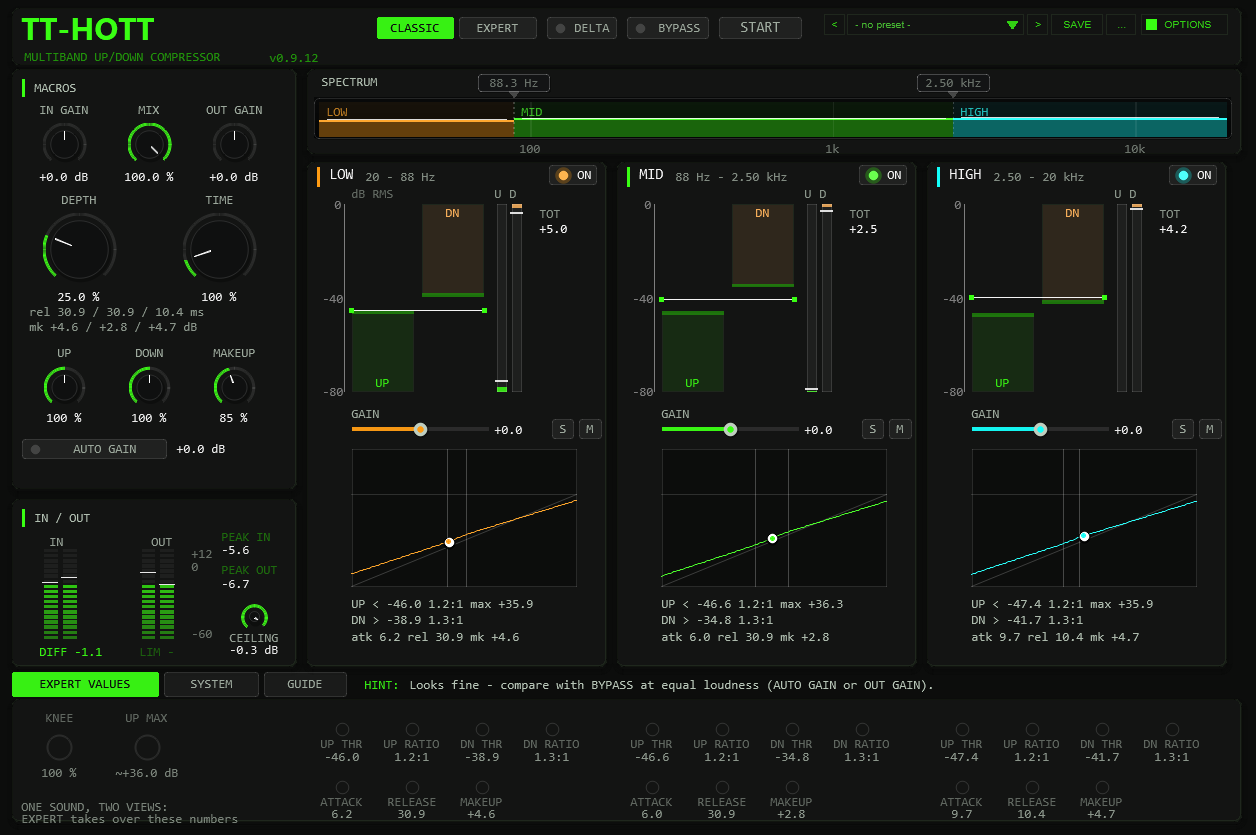 TT-HOTT
MULTIBAND UP/DOWN COMPRESSOR v0.9.12
CLASSIC EXPERT DELTA BYPASS START
< - no preset - > SAVE ... OPTIONS
MACROS
IN GAIN MIX OUT GAIN
+0.0 dB 100.0 % +0.0 dB
DEPTH TIME
25.0 % 100 %
rel 30.9 / 30.9 / 10.4 ms
mk +4.6 / +2.8 / +4.7 dB
UP DOWN MAKEUP
100 % 100 % 85 %
AUTO GAIN +0.0 dB
IN / OUT
IN OUT
+12
0
-60
PEAK IN
-5.6
PEAK OUT
-6.7
CEILING
-0.3 dB
DIFF -1.1 LIM -
SPECTRUM 88.3 Hz 2.50 kHz
LOW MID HIGH
100 1k 10k
LOW 20 - 88 Hz ON
dB RMS U D
0
-40
-80
DN
UP
TOT
+5.0
GAIN
+0.0 S M
UP < -46.0 1.2:1 max +35.9
DN > -38.9 1.3:1
atk 6.2 rel 30.9 mk +4.6
MID 88 Hz - 2.50 kHz ON
U D
0
-40
-80
DN
UP
TOT
+2.5
GAIN
+0.0 S M
UP < -46.6 1.2:1 max +36.3
DN > -34.8 1.3:1
atk 6.0 rel 30.9 mk +2.8
HIGH 2.50 - 20 kHz ON
U D
0
-40
-80
DN
UP
TOT
+4.2
GAIN
+0.0 S M
UP < -47.4 1.2:1 max +35.9
DN > -41.7 1.3:1
atk 9.7 rel 10.4 mk +4.7
EXPERT VALUES SYSTEM GUIDE HINT: Looks fine - compare with BYPASS at equal loudness (AUTO GAIN or OUT GAIN).
KNEE UP MAX
100 % ~+36.0 dB
ONE SOUND, TWO VIEWS:
EXPERT takes over these numbers
UP THR UP RATIO DN THR DN RATIO
-46.0 1.2:1 -38.9 1.3:1
ATTACK RELEASE MAKEUP
6.2 30.9 +4.6
UP THR UP RATIO DN THR DN RATIO
-46.6 1.2:1 -34.8 1.3:1
ATTACK RELEASE MAKEUP
6.0 30.9 +2.8
UP THR UP RATIO DN THR DN RATIO
-47.4 1.2:1 -41.7 1.3:1
ATTACK RELEASE MAKEUP
9.7 10.4 +4.7